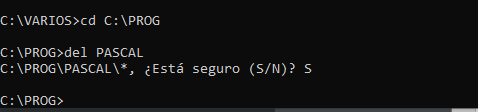 C:\VARIOS>cd C:\PROG
C:\PROG>del PASCAL
C:\PROG\PASCAL\*, ¿Está seguro (S/N)? S
C:\PROG>